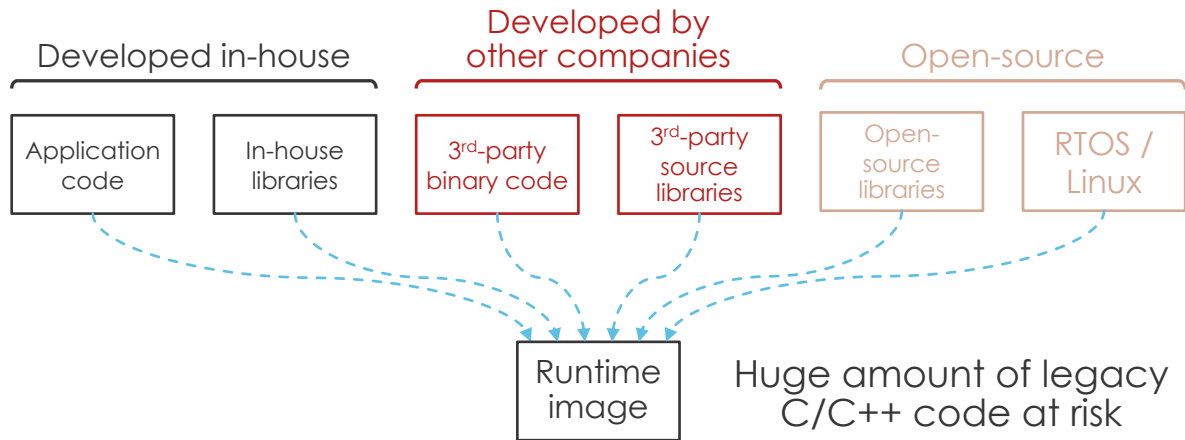 Developed in-house
Developed by
other companies
Open-source
Application
code
In-house
libraries
3rd-party
binary code
3rd-party
source
libraries
Open-
source
libraries
RTOS /
Linux
Runtime
image
Huge amount of legacy
C/C++ code at risk